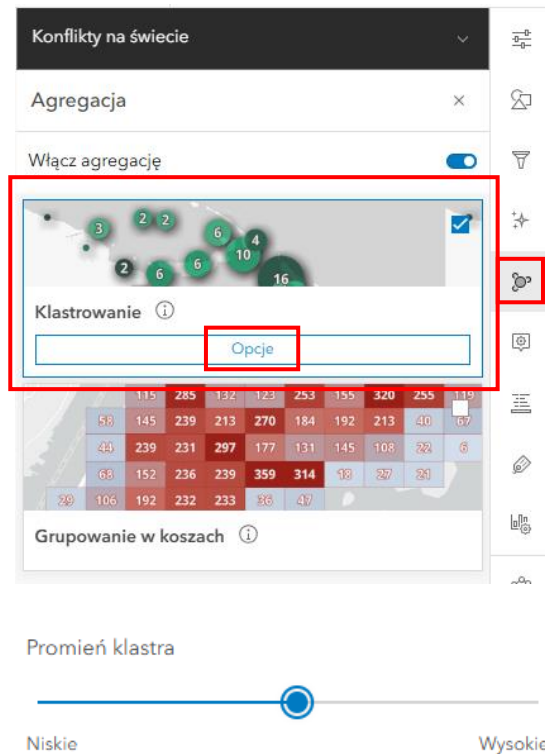 Konflikty na świecie
Agregacja
Włącz agregację
3 2 2 6 4 10 6 6 2 16
Klastrowanie
Opcje
115 285 132 123 253 155 320 255 119
58 145 239 213 270 184 192 213 40 67
44 239 231 297 177 131 145 108 22 6
68 152 236 239 359 314 18 27 21
29 106 192 232 233 36 47
Grupowanie w koszach
Promień klastra
Niskie Wysokie